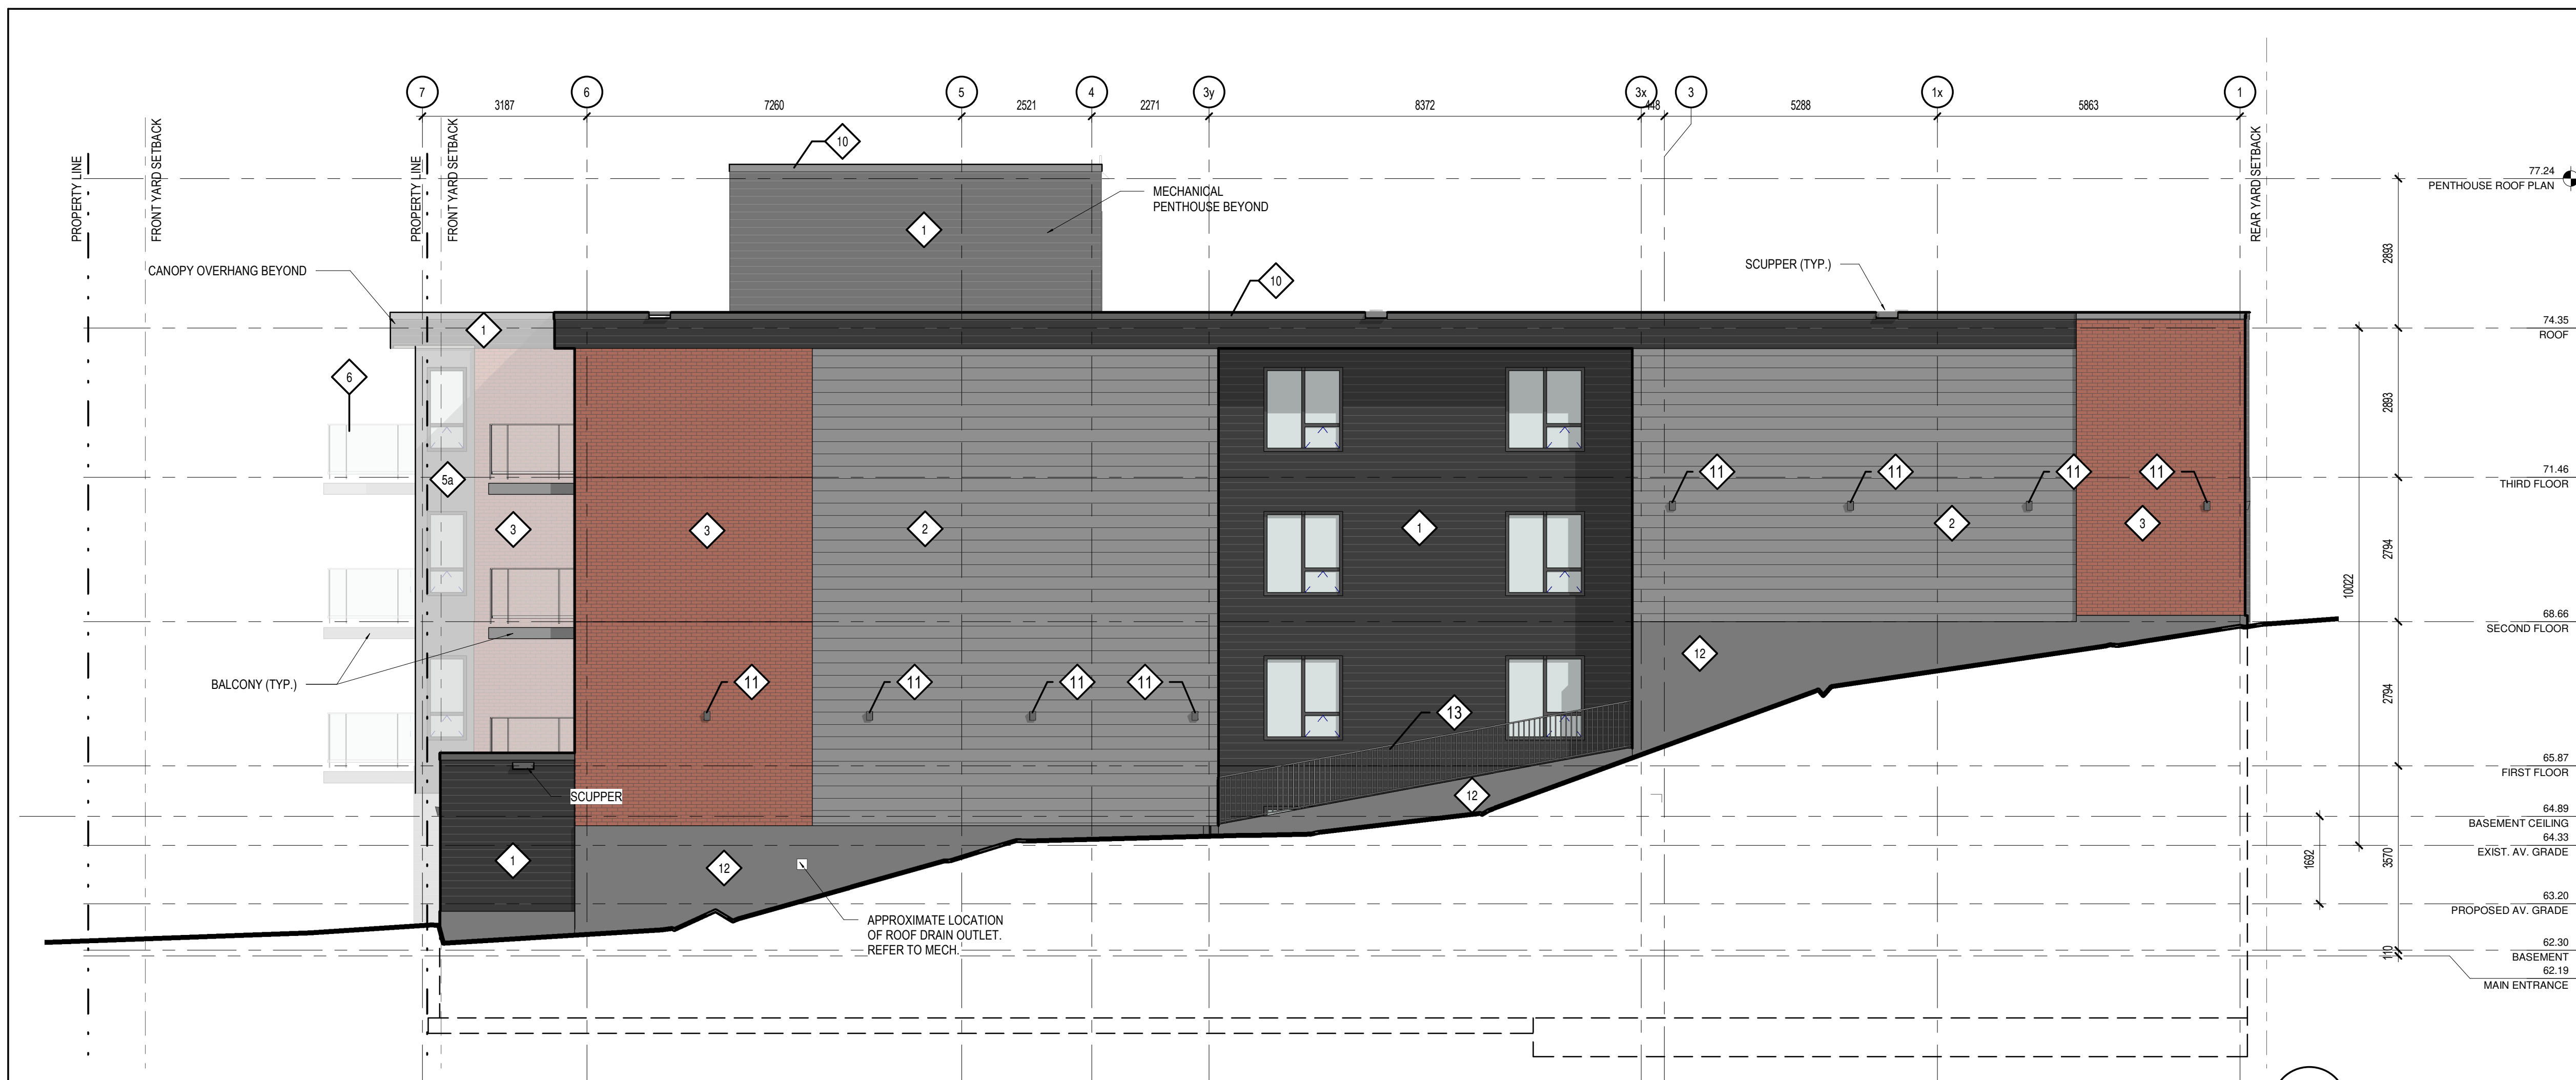 7
6
5
4
3y
3x
3
1x
1
3187
7260
2521
2271
8372
448
5288
5863
PROPERTY LINE
FRONT YARD SETBACK
PROPERTY LINE
FRONT YARD SETBACK
REAR YARD SETBACK
10
MECHANICAL
PENTHOUSE BEYOND
1
77.24
PENTHOUSE ROOF PLAN
2893
CANOPY OVERHANG BEYOND
10
SCUPPER (TYP.)
1
74.35
ROOF
6
2893
5a
11
11
11
11
71.46
THIRD FLOOR
3
3
2
1
2
3
2794
10022
68.66
SECOND FLOOR
12
BALCONY (TYP.)
11
11
11
11
13
2794
65.87
FIRST FLOOR
SCUPPER
12
64.89
BASEMENT CEILING
64.33
EXIST. AV. GRADE
1
12
1692
3570
APPROXIMATE LOCATION
OF ROOF DRAIN OUTLET.
REFER TO MECH.
63.20
PROPOSED AV. GRADE
62.30
BASEMENT
110
62.19
MAIN ENTRANCE